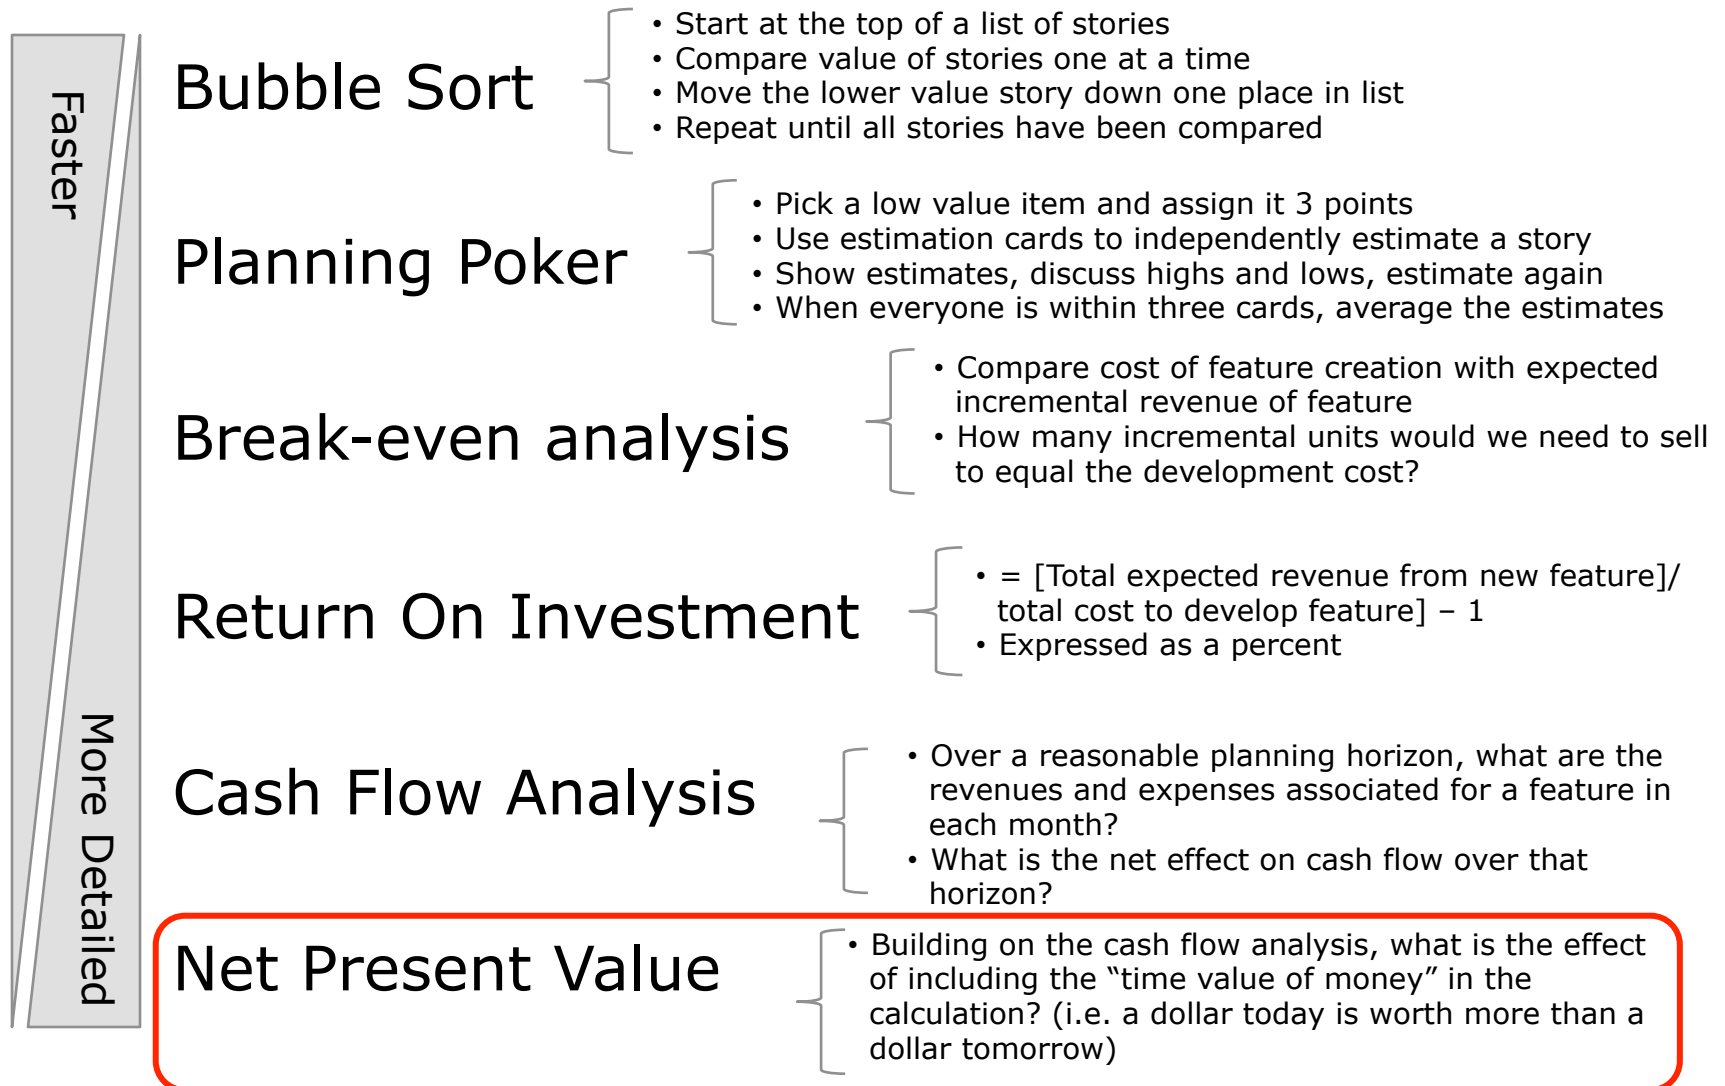 Faster
More Detailed
Bubble Sort
• Start at the top of a list of stories
• Compare value of stories one at a time
• Move the lower value story down one place in list
• Repeat until all stories have been compared
Planning Poker
• Pick a low value item and assign it 3 points
• Use estimation cards to independently estimate a story
• Show estimates, discuss highs and lows, estimate again
• When everyone is within three cards, average the estimates
Break-even analysis
• Compare cost of feature creation with expected
incremental revenue of feature
• How many incremental units would we need to sell
to equal the development cost?
Return On Investment
• = [Total expected revenue from new feature]/
total cost to develop feature] – 1
• Expressed as a percent
Cash Flow Analysis
• Over a reasonable planning horizon, what are the
revenues and expenses associated for a feature in
each month?
• What is the net effect on cash flow over that
horizon?
Net Present Value
• Building on the cash flow analysis, what is the effect
of including the “time value of money” in the
calculation? (i.e. a dollar today is worth more than a
dollar tomorrow)